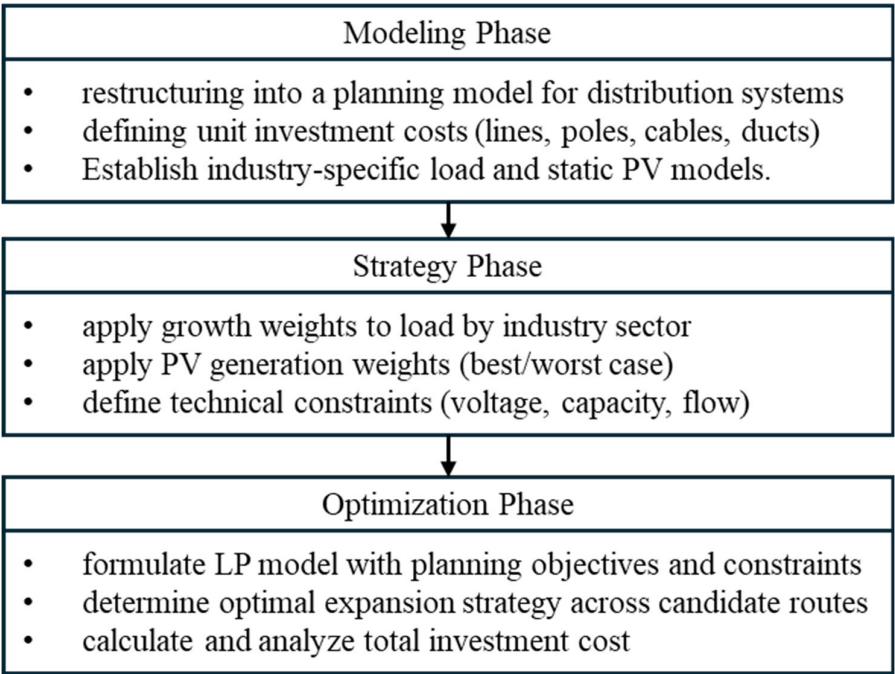 Modeling Phase
• restructuring into a planning model for distribution systems
• defining unit investment costs (lines, poles, cables, ducts)
• Establish industry-specific load and static PV models.
Strategy Phase
• apply growth weights to load by industry sector
• apply PV generation weights (best/worst case)
• define technical constraints (voltage, capacity, flow)
Optimization Phase
• formulate LP model with planning objectives and constraints
• determine optimal expansion strategy across candidate routes
• calculate and analyze total investment cost